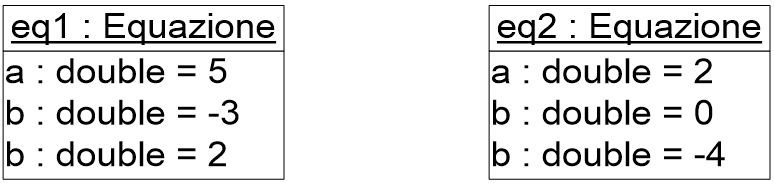 eq1 : Equazione
a : double = 5
b : double = -3
b : double = 2
eq2 : Equazione
a : double = 2
b : double = 0
b : double = -4